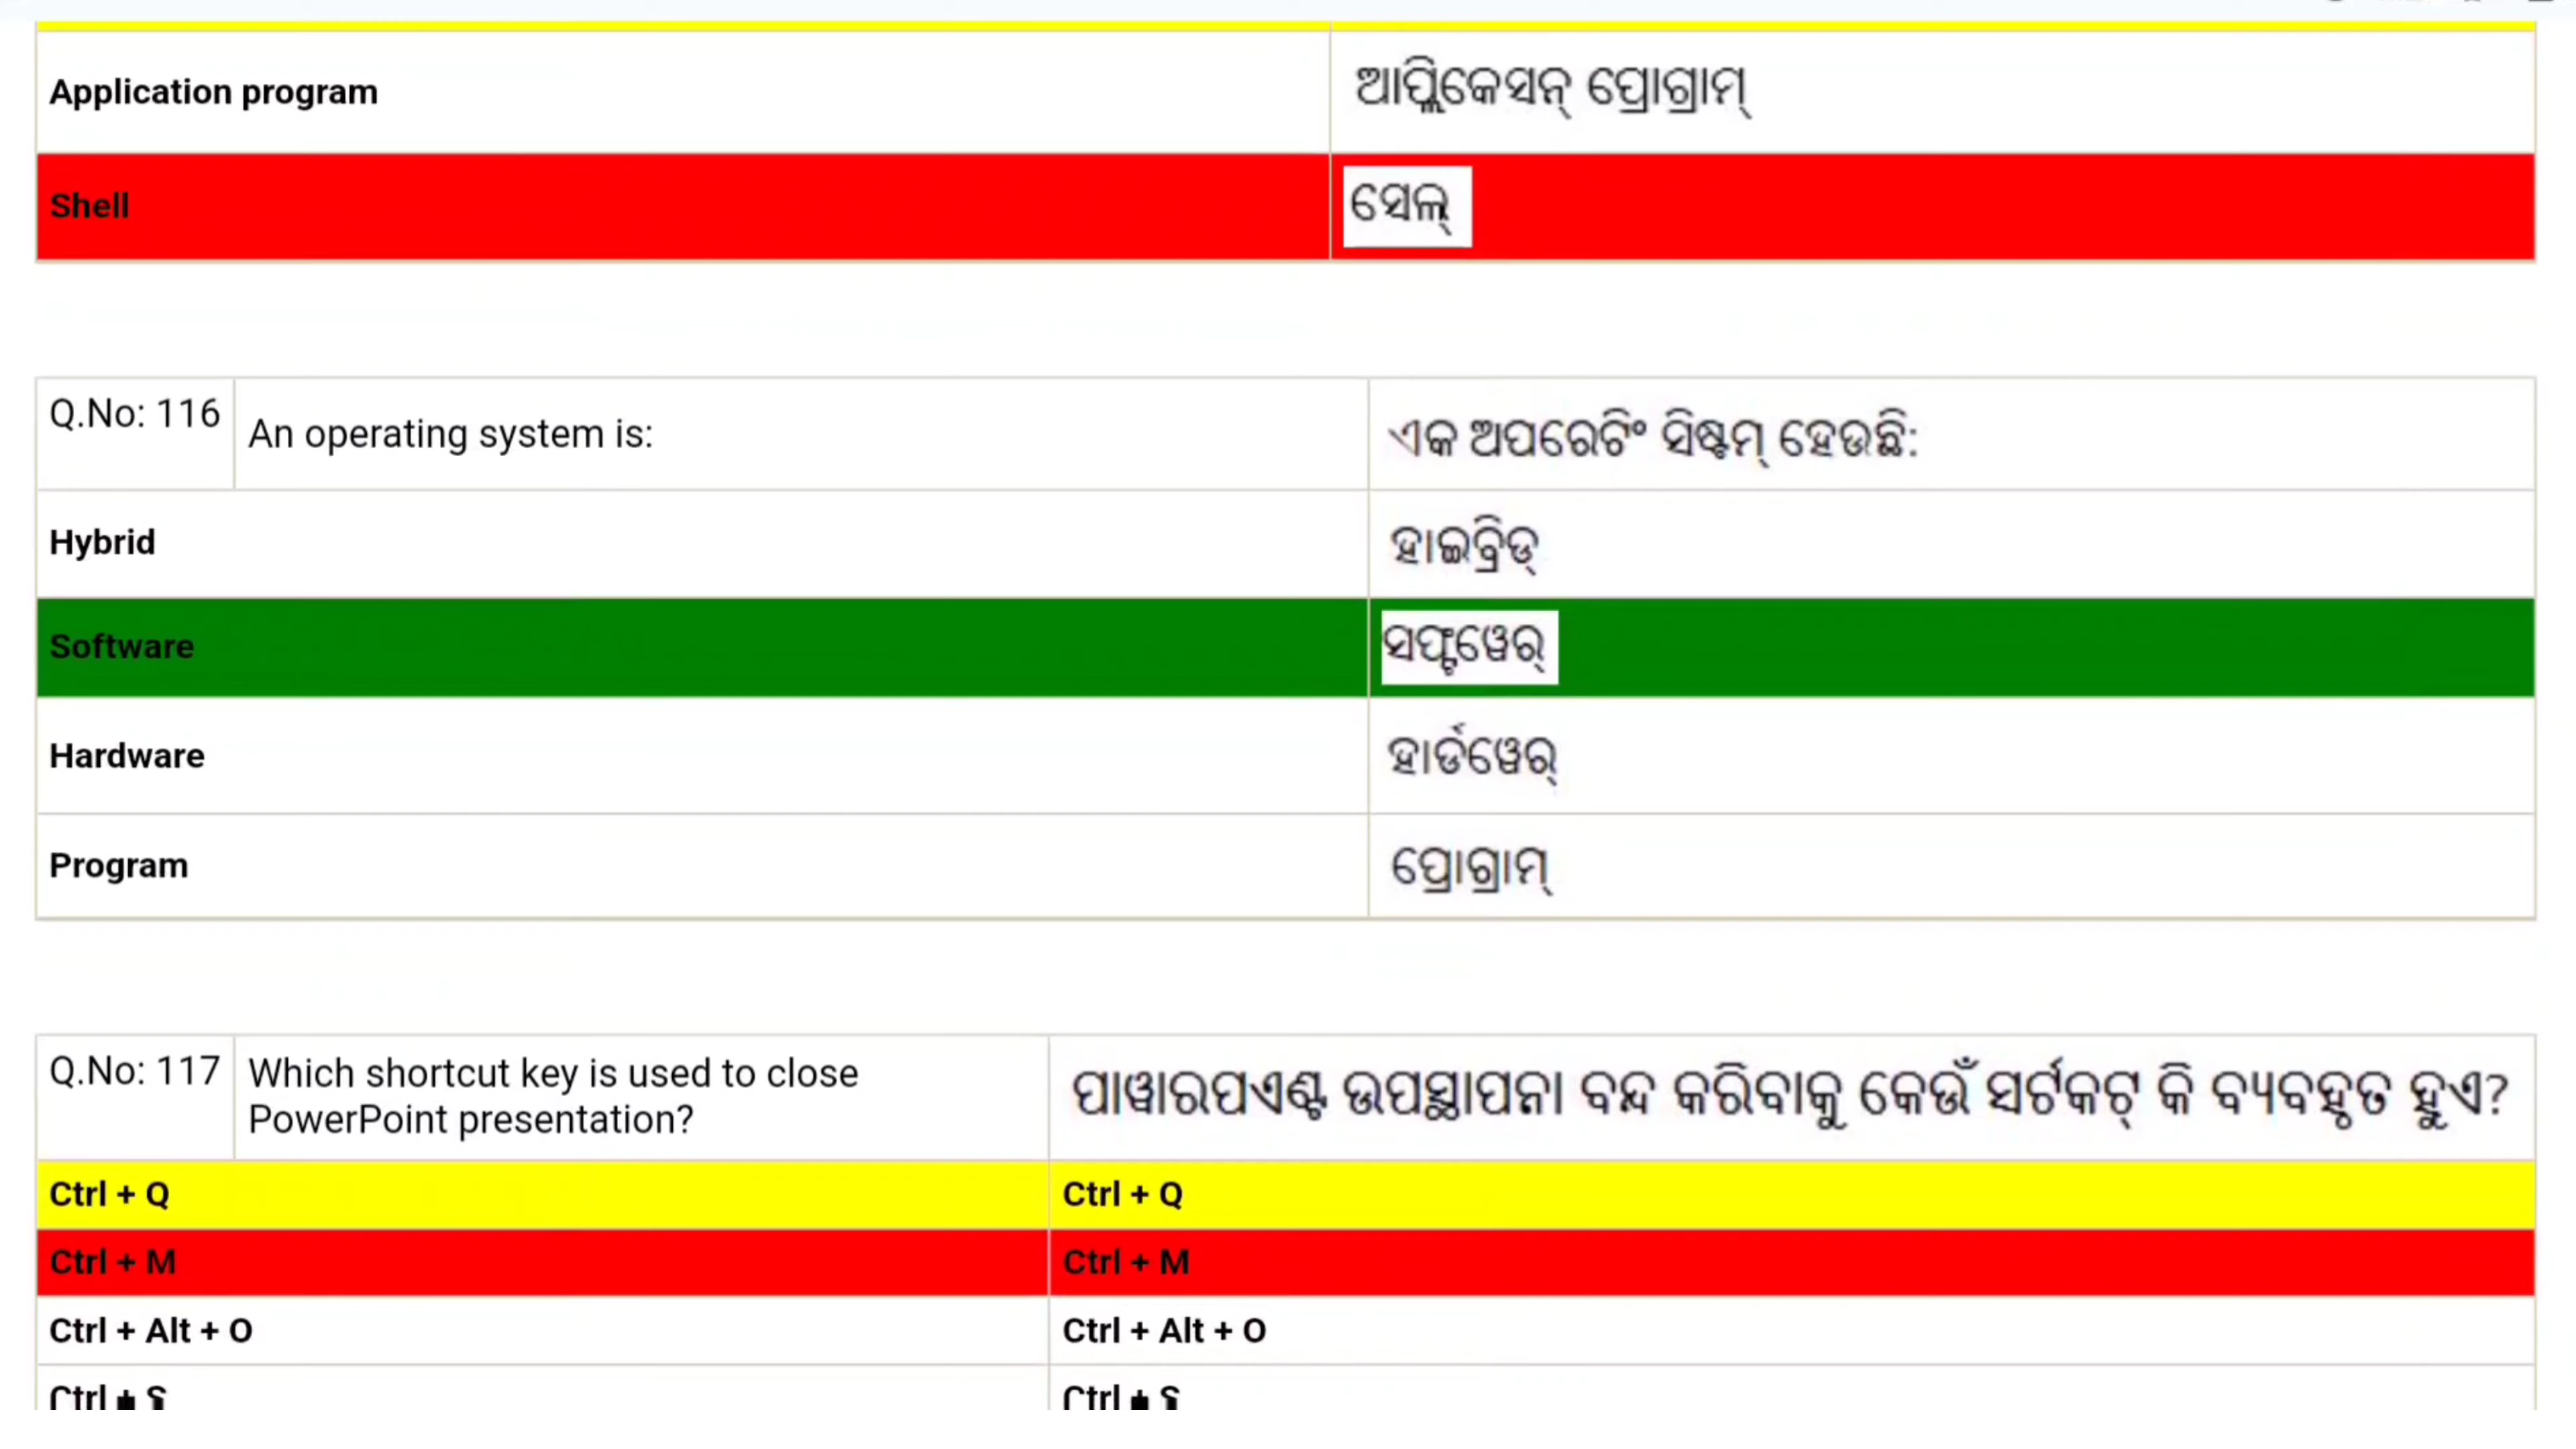 Application program ଆପ୍ଲିକେସନ୍ ପ୍ରୋଗ୍ରାମ୍
Shell ସେଲ୍
Q.No: 116 An operating system is: ଏକ ଅପରେଟିଂ ସିଷ୍ଟମ୍ ହେଉଛି:
Hybrid ହାଇବ୍ରିଡ୍
Software ସଫ୍ଟୱେର୍
Hardware ହାର୍ଡୱେର୍
Program ପ୍ରୋଗ୍ରାମ୍
Q.No: 117 Which shortcut key is used to close
PowerPoint presentation? ପାୱାରପଏଣ୍ଟ ଉପସ୍ଥାପନା ବନ୍ଦ କରିବାକୁ କେଉଁ ସର୍ଟକଟ୍ କି ବ୍ୟବହୃତ ହୁଏ?
Ctrl + Q Ctrl + Q
Ctrl + M Ctrl + M
Ctrl + Alt + O Ctrl + Alt + O
Ctrl + Ctrl +